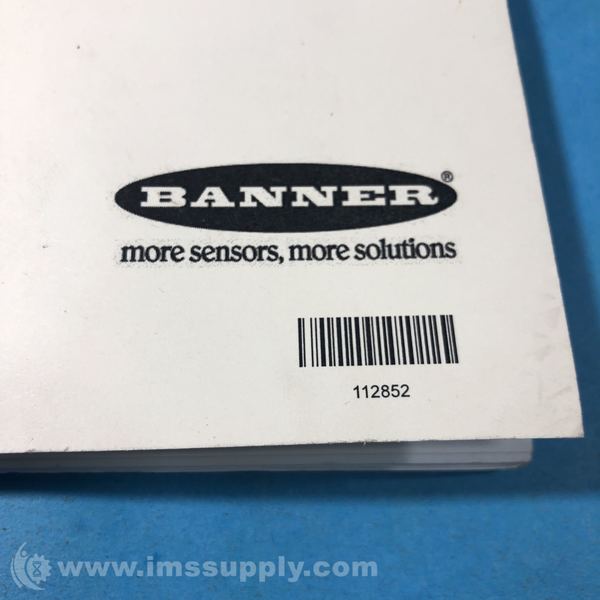 BANNER®
more sensors, more solutions
112852
www.imssupply.com